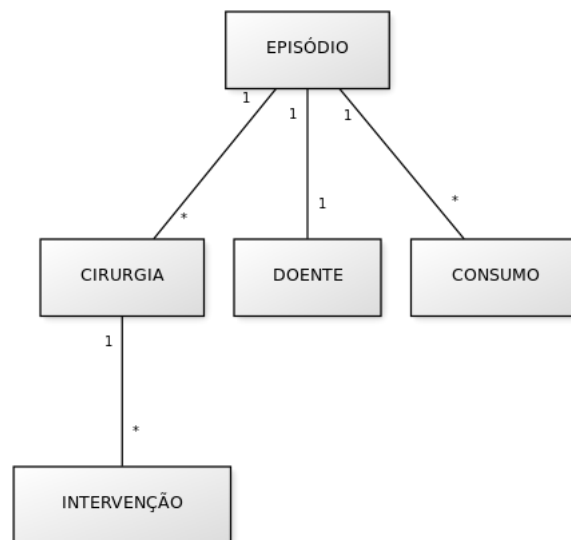 EPISÓDIO
1
1
1
*
1
*
CIRURGIA
DOENTE
CONSUMO
1
*
INTERVENÇÃO